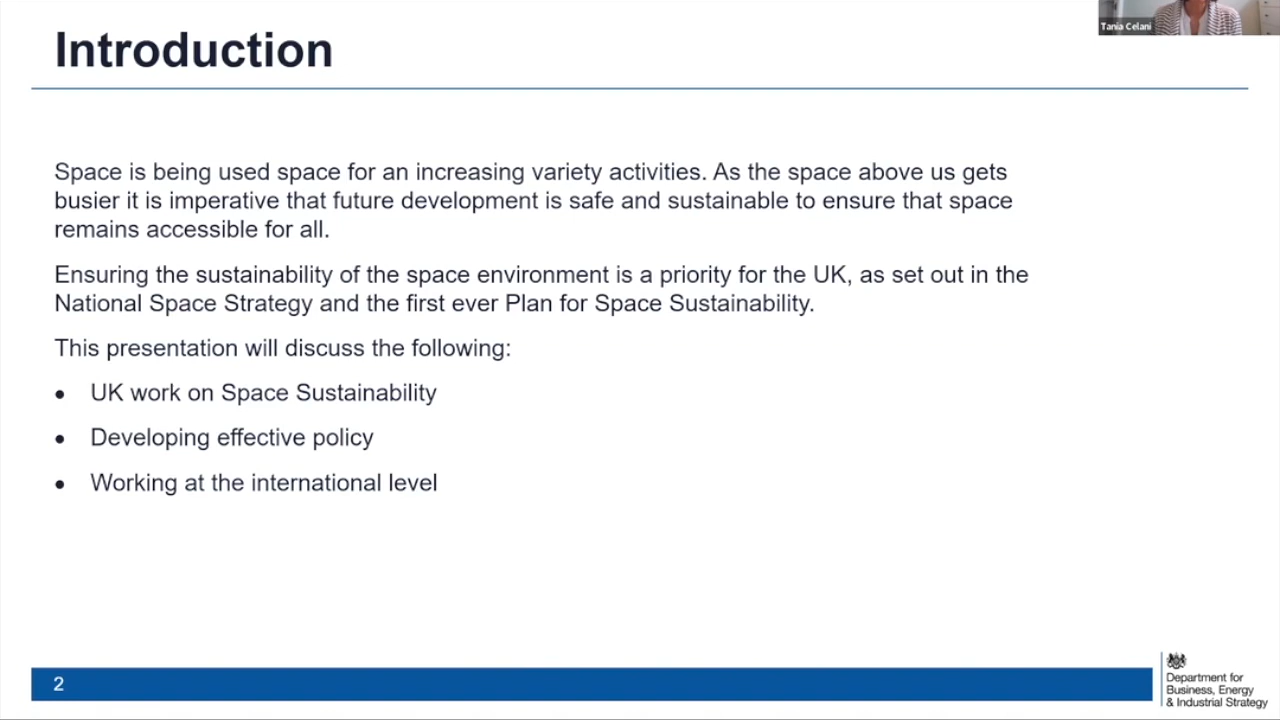 Introduction
Tania Celani
Space is being used space for an increasing variety activities. As the space above us gets
busier it is imperative that future development is safe and sustainable to ensure that space
remains accessible for all.
Ensuring the sustainability of the space environment is a priority for the UK, as set out in the
National Space Strategy and the first ever Plan for Space Sustainability.
This presentation will discuss the following:
• UK work on Space Sustainability
• Developing effective policy
• Working at the international level
2
Department for
Business, Energy
& Industrial Strategy